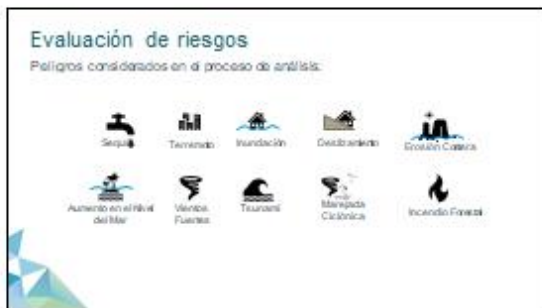 Evaluación de riesgos
Peligros considerados en el proceso de análisis:
Sequía
Terremoto
Inundación
Deslizamiento
Erosión Costera
Aumento en el Nivel
del Mar
Vientos
Fuertes
Tsunami
Marejada
Ciclónica
Incendio Forestal